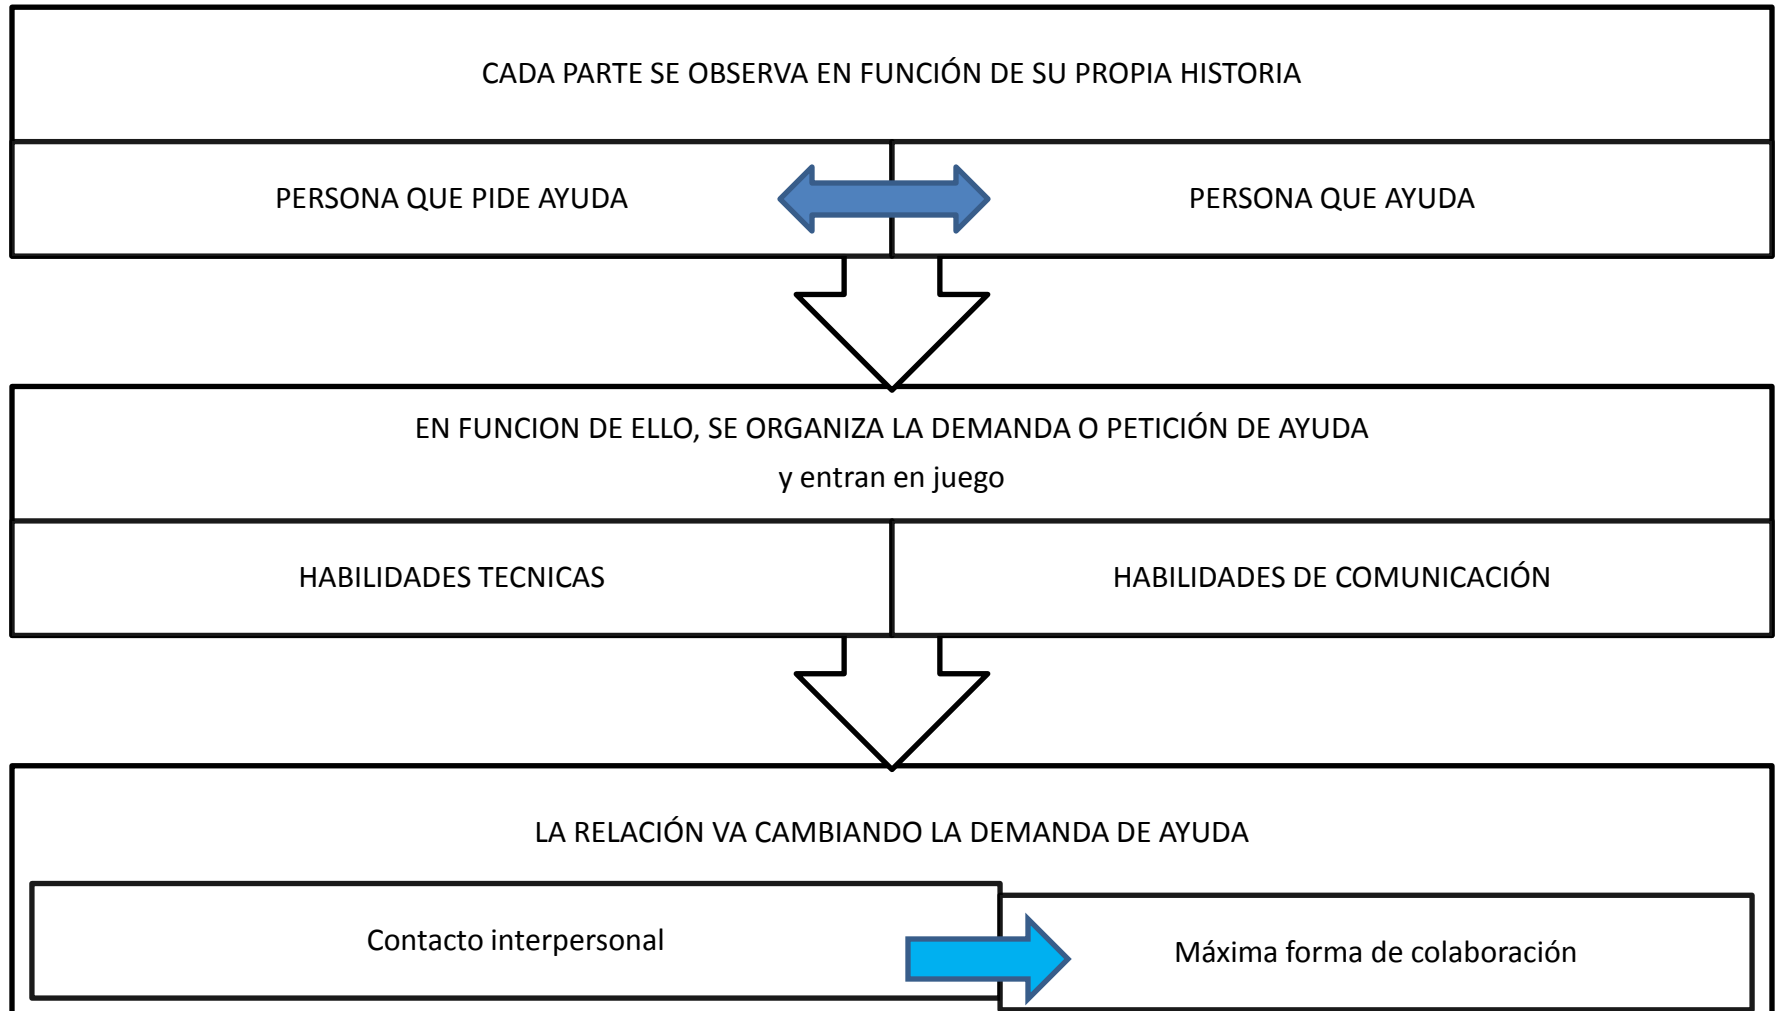 CADA PARTE SE OBSERVA EN FUNCIÓN DE SU PROPIA HISTORIA
PERSONA QUE PIDE AYUDA
PERSONA QUE AYUDA
EN FUNCION DE ELLO, SE ORGANIZA LA DEMANDA O PETICIÓN DE AYUDA
y entran en juego
HABILIDADES TECNICAS
HABILIDADES DE COMUNICACIÓN
LA RELACIÓN VA CAMBIANDO LA DEMANDA DE AYUDA
Contacto interpersonal
Máxima forma de colaboración